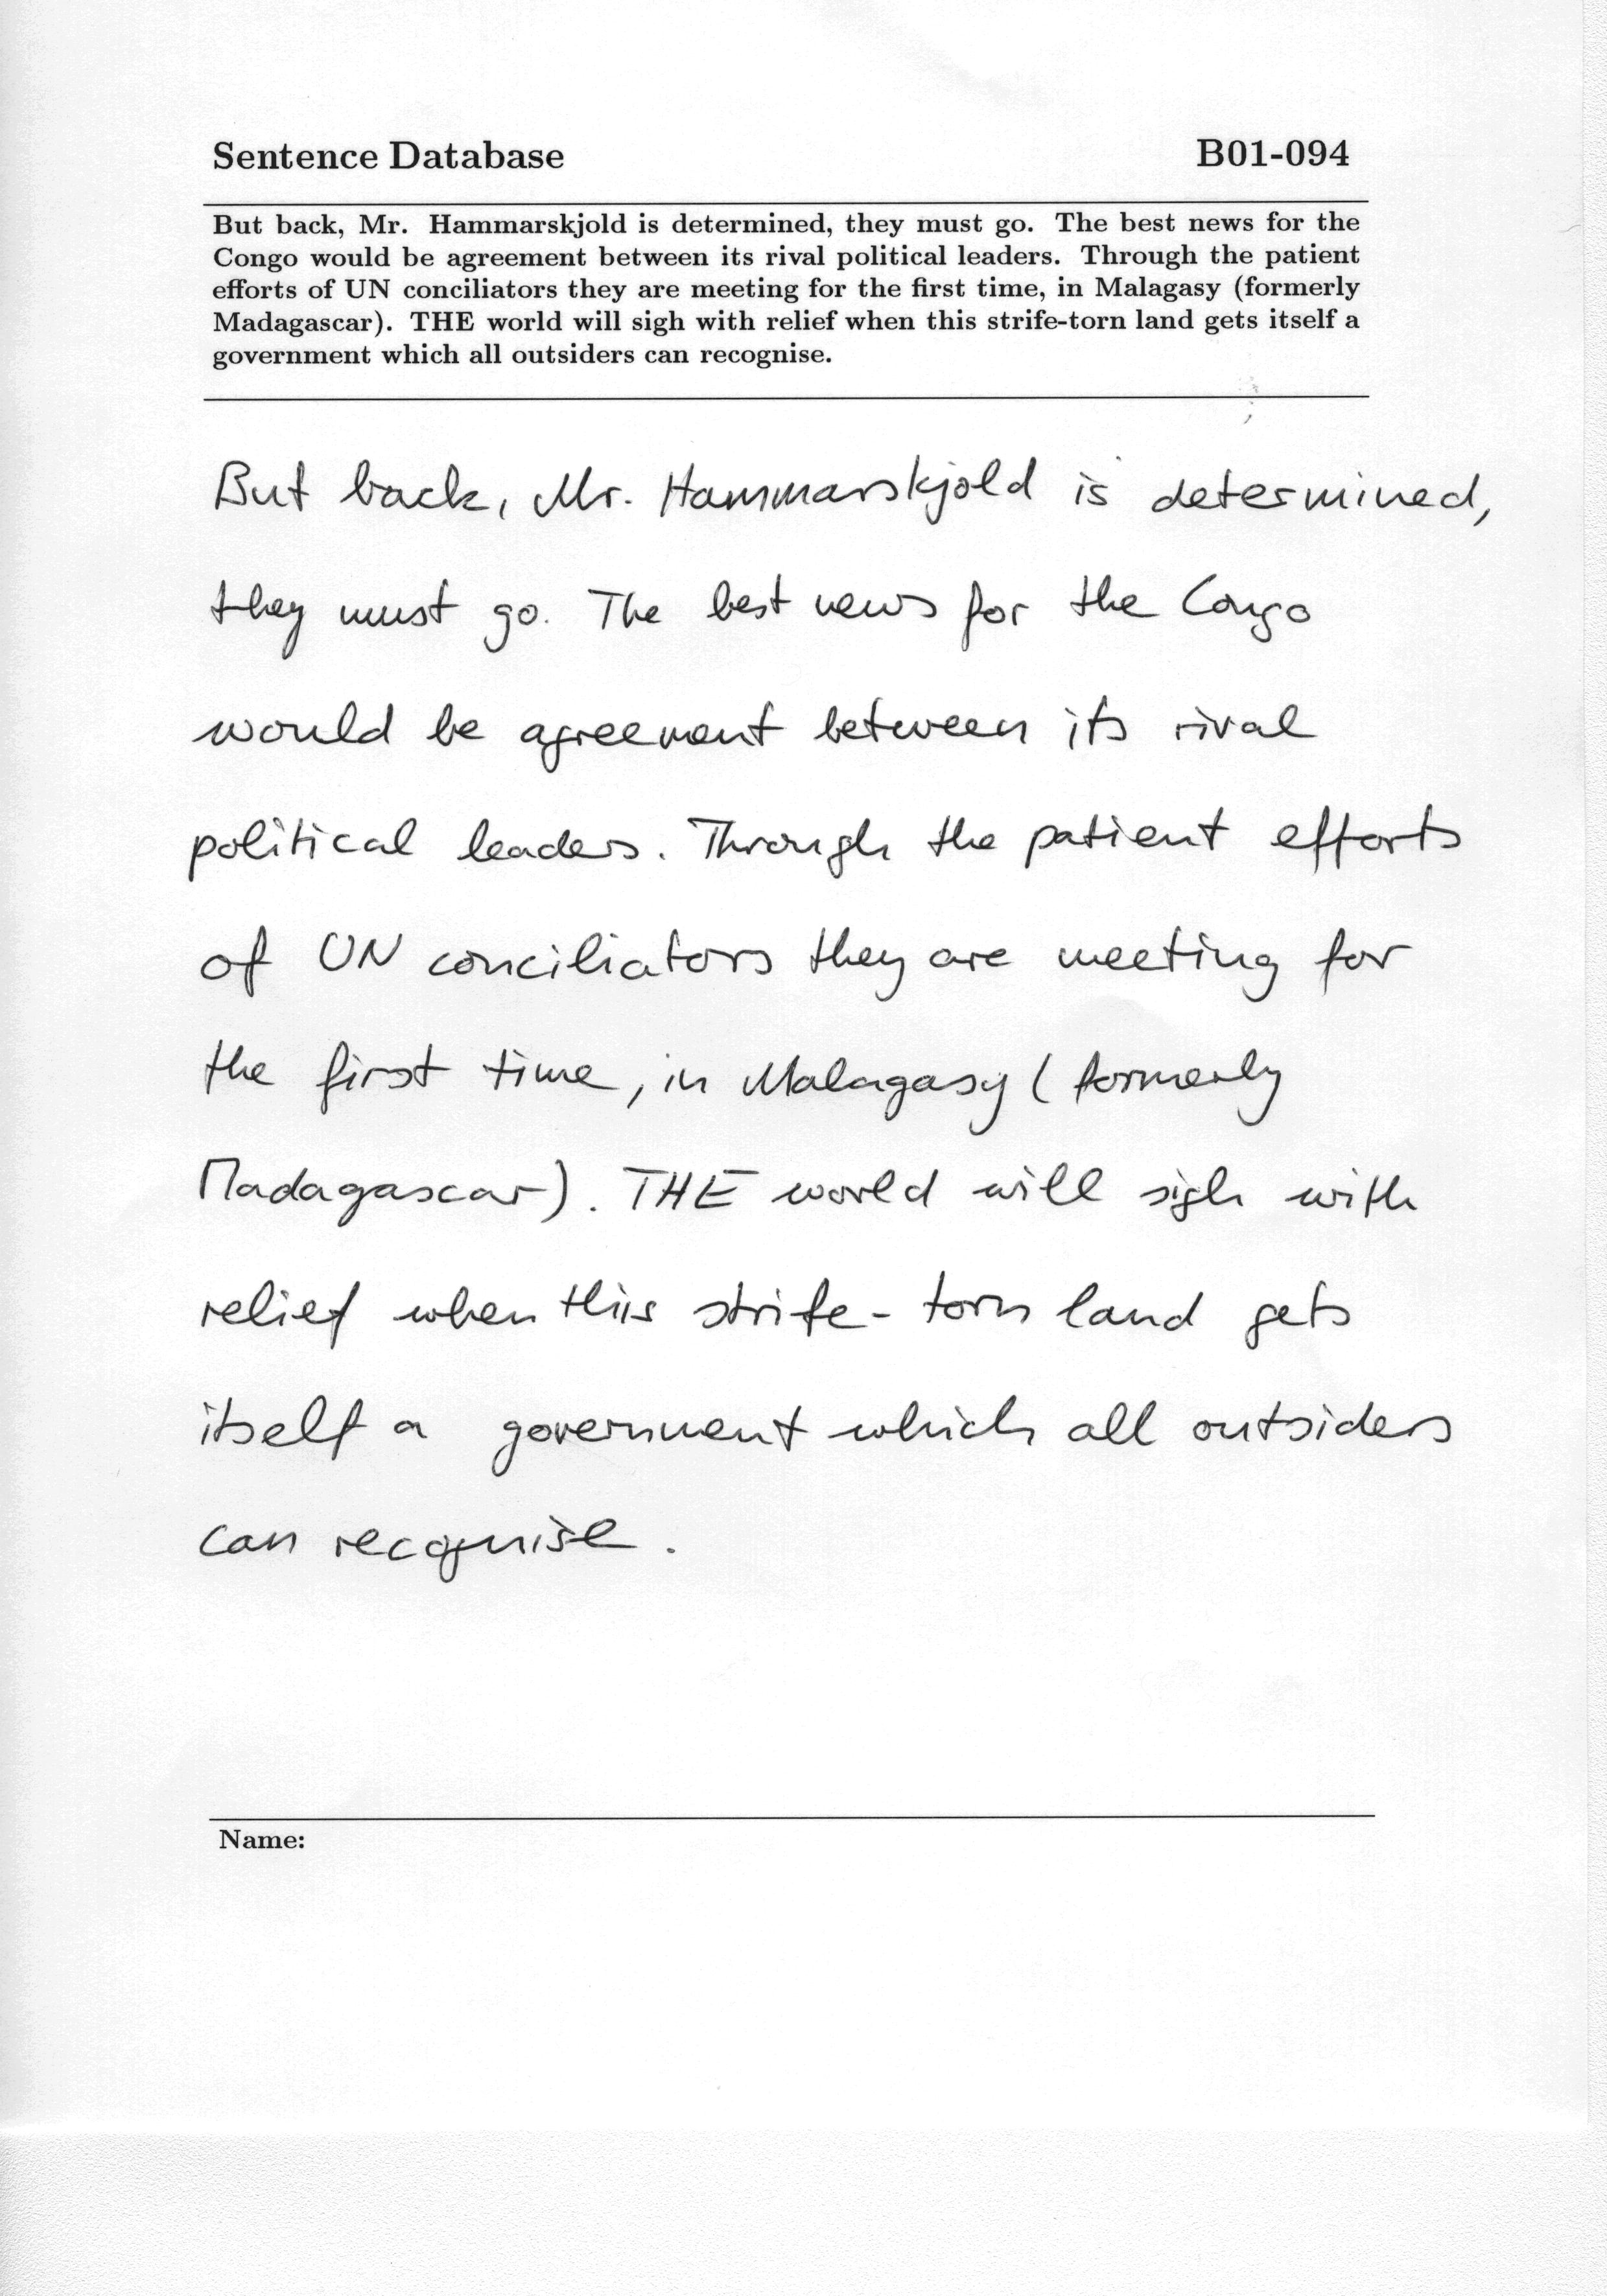 Sentence Database B01-094
But back, Mr. Hammarskjold is determined, they must go. The best news for the
Congo would be agreement between its rival political leaders. Through the patient
efforts of UN conciliators they are meeting for the first time, in Malagasy (formerly
Madagascar). THE world will sigh with relief when this strife-torn land gets itself a
government which all outsiders can recognise.
But back, Mr. Hammarskjold is determined,
they must go. The best news for the Congo
would be agreement between its rival
political leaders. Through the patient efforts
of UN conciliators they are meeting for
the first time, in Malagasy (formerly
Madagascar). THE world will sigh with
relief when this strife-torn land gets
itself a government which all outsiders
can recognise.
Name: